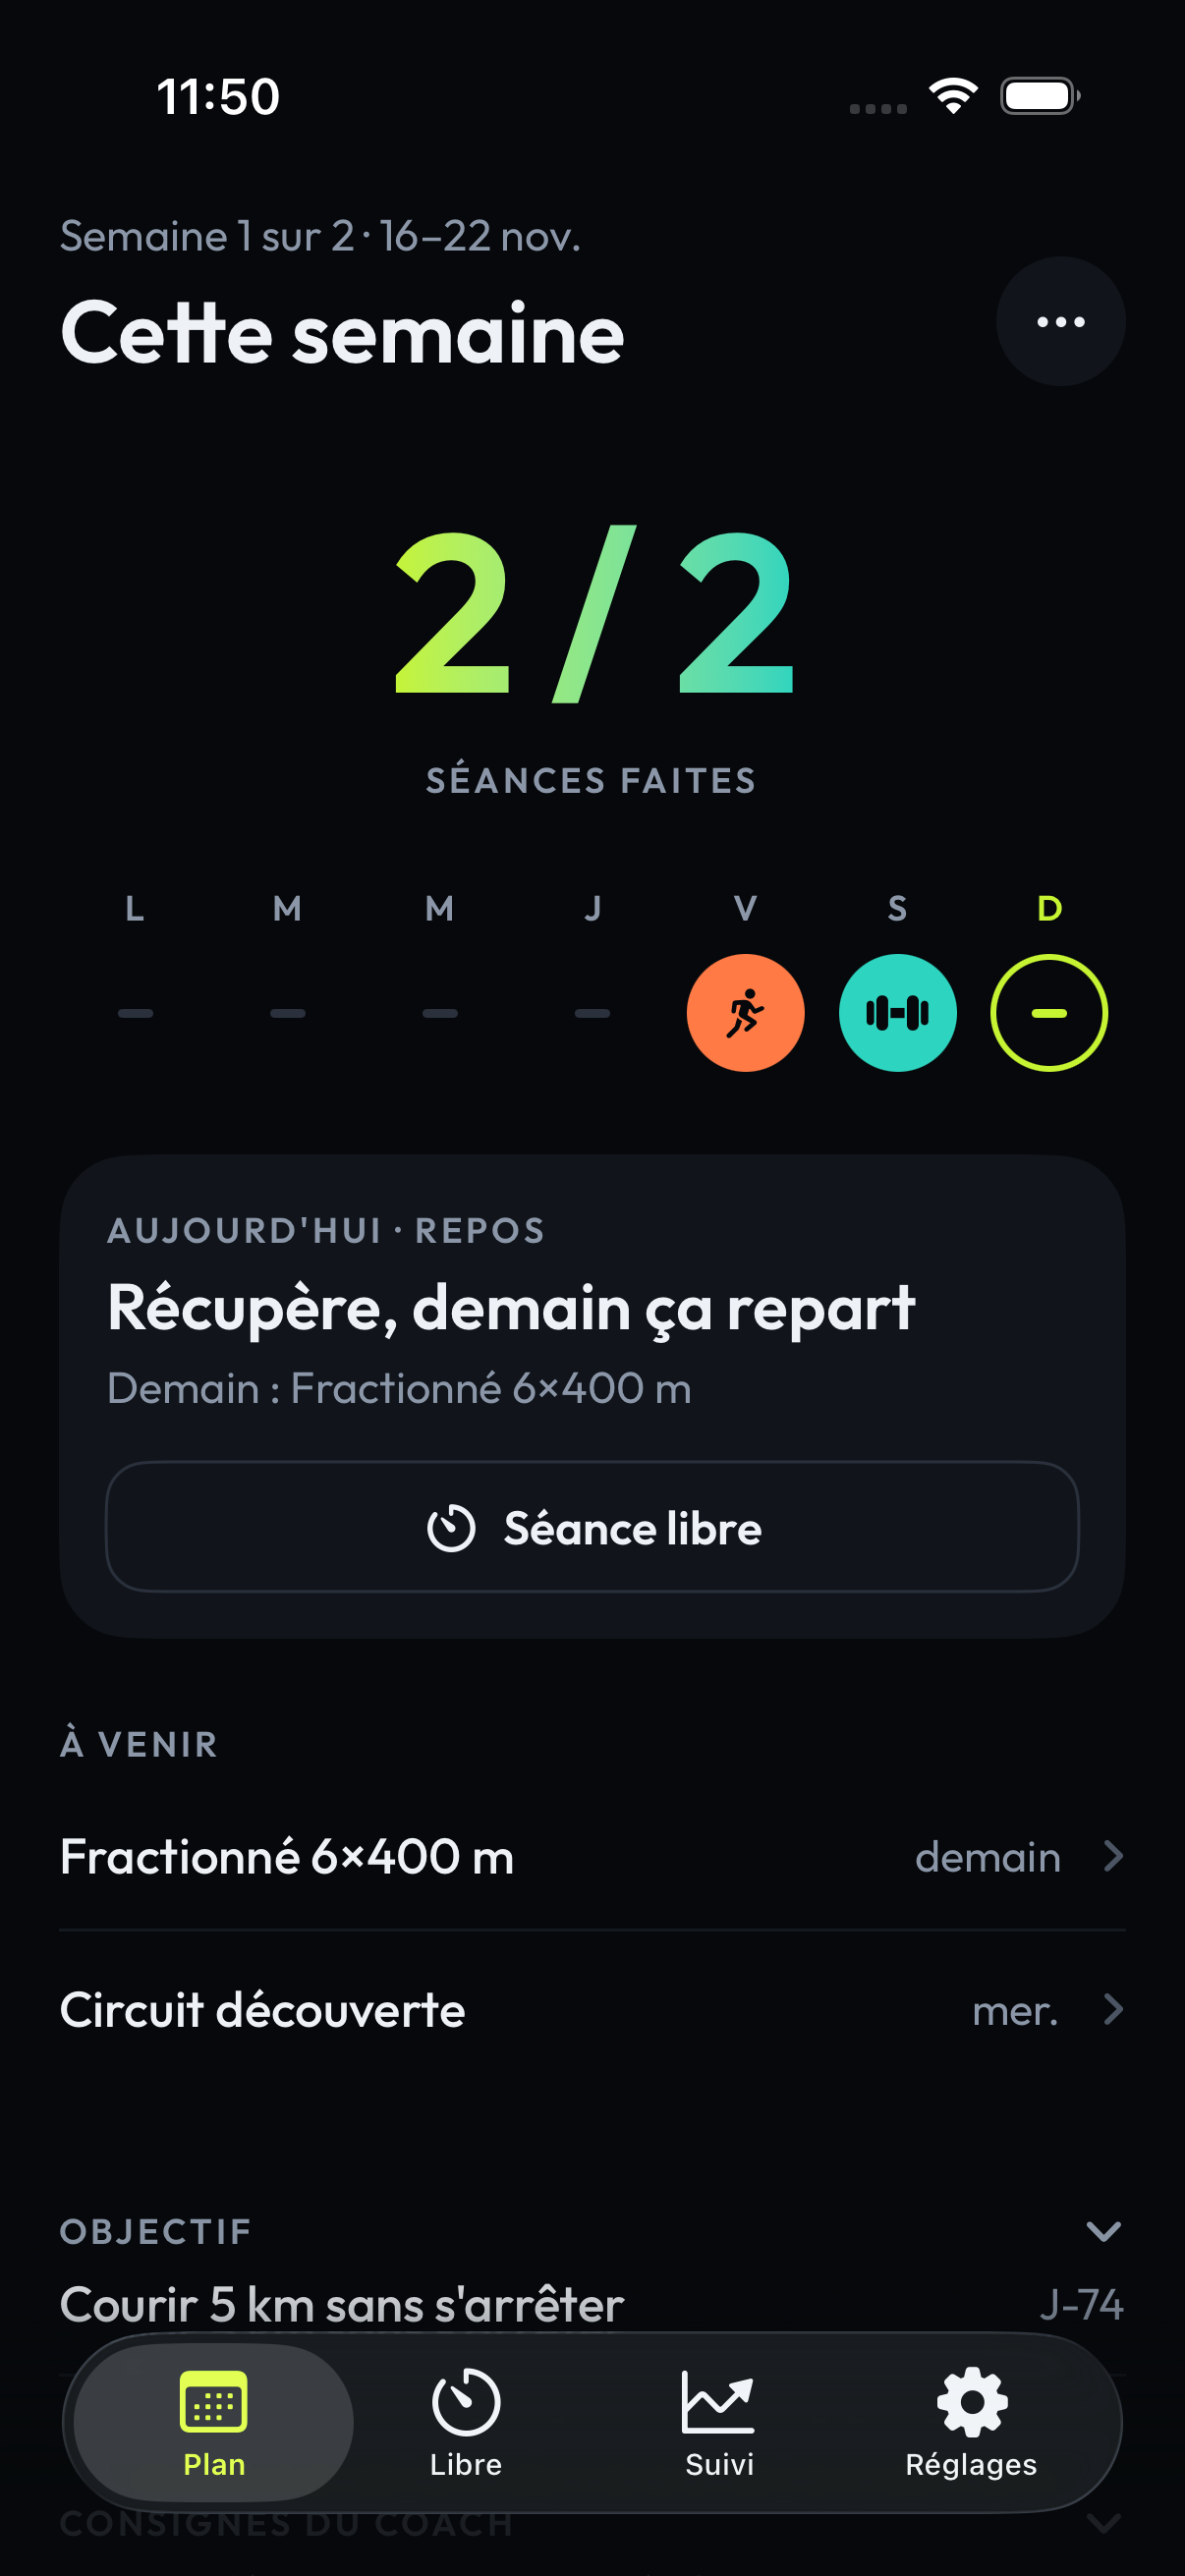 11:50
Semaine 1 sur 2 · 16–22 nov.
Cette semaine
2/2
SÉANCES FAITES
L M M J V S D
AUJOURD'HUI · REPOS
Récupère, demain ça repart
Demain : Fractionné 6×400 m
Séance libre
À VENIR
Fractionné 6×400 m demain
Circuit découverte mer.
OBJECTIF
Courir 5 km sans s'arrêter J-74
Plan Libre Suivi Réglages
CONSIGNES DU COACH